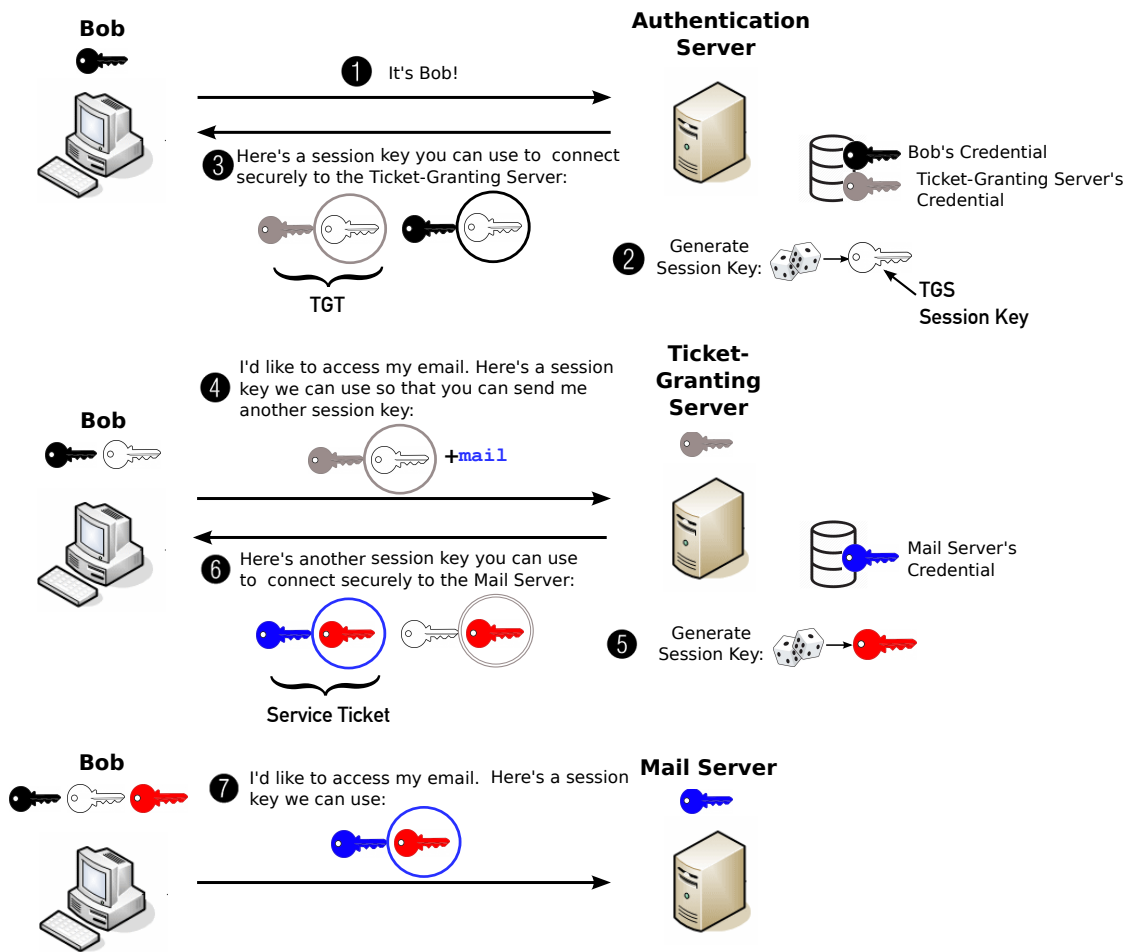 Bob
Authentication
Server
1 It's Bob!
3 Here's a session key you can use to connect
securely to the Ticket-Granting Server:
TGT
Bob's Credential
Ticket-Granting Server's
Credential
2 Generate
Session Key:
TGS
Session Key
Bob
4 I'd like to access my email. Here's a session
key we can use so that you can send me
another session key:
+mail
Ticket-
Granting
Server
6 Here's another session key you can use
to connect securely to the Mail Server:
Service Ticket
Mail Server's
Credential
5 Generate
Session Key:
Bob
7 I'd like to access my email. Here's a session
key we can use:
Mail Server